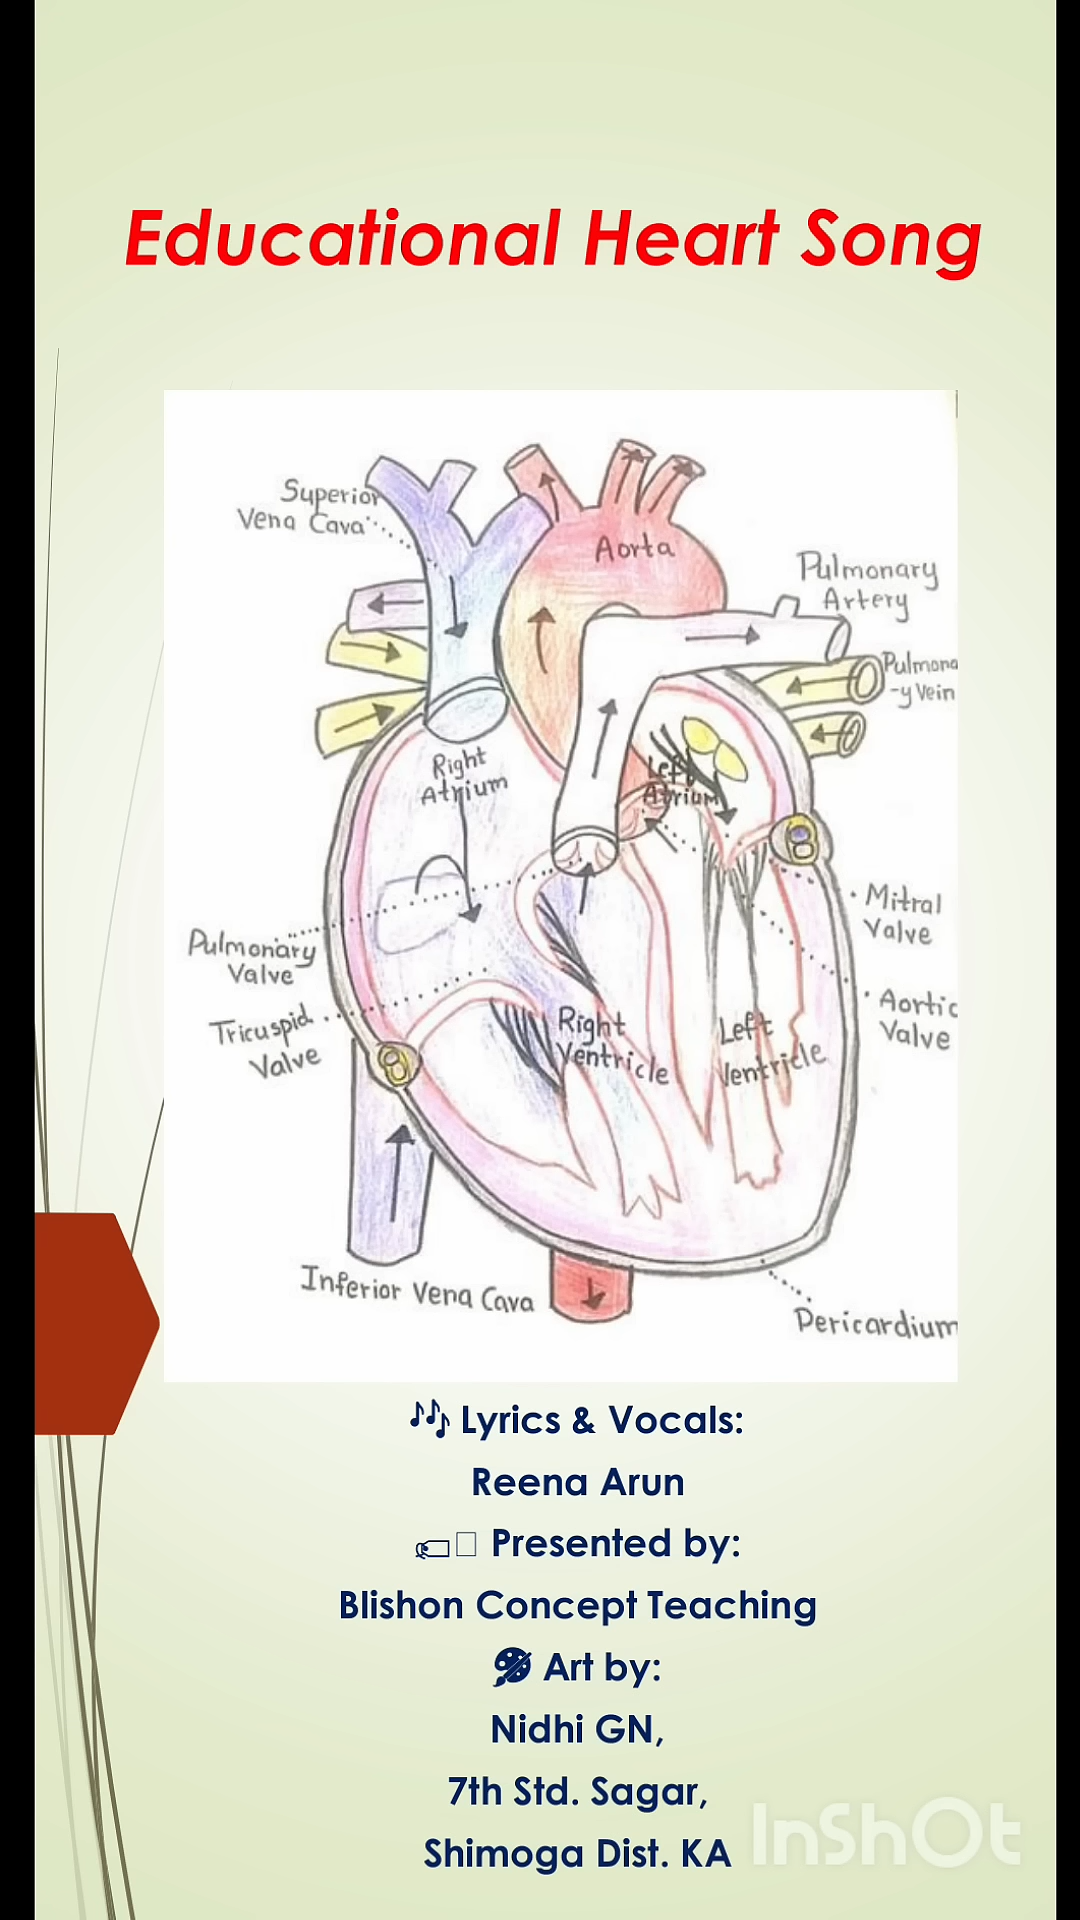 Educational Heart Song
Superior
Vena Cava
Aorta
Pulmonary
Artery
Pulmona
-y Vein
Right
Atrium
Left
Atrium
Mitral
Valve
Pulmonary
Valve
Aortic
Valve
Tricuspid
Valve
Right
Ventricle
Left
Ventricle
Inferior Vena Cava
Pericardium
🎶 Lyrics & Vocals:
Reena Arun
Presented by:
Blishon Concept Teaching
🎨 Art by:
Nidhi GN,
7th Std. Sagar,
Shimoga Dist. KA
InShOt